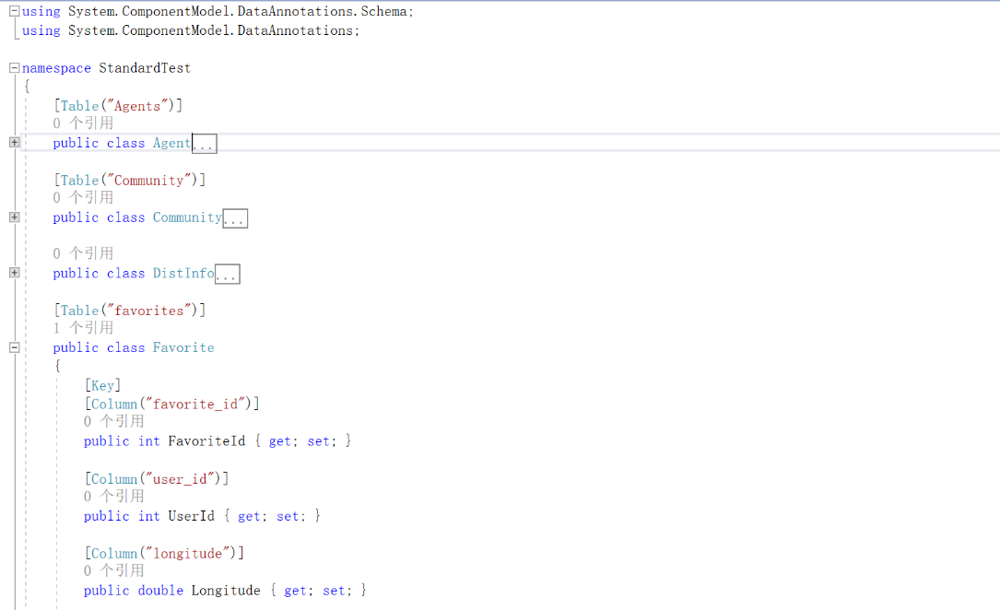 using System.ComponentModel.DataAnnotations.Schema;
using System.ComponentModel.DataAnnotations;
namespace StandardTest
{
[Table("Agents")]
0 个引用
public class Agent...
[Table("Community")]
0 个引用
public class Community...
0 个引用
public class DistInfo...
[Table("favorites")]
1 个引用
public class Favorite
{
[Key]
[Column("favorite_id")]
0 个引用
public int FavoriteId { get; set; }
[Column("user_id")]
0 个引用
public int UserId { get; set; }
[Column("longitude")]
0 个引用
public double Longitude { get; set; }